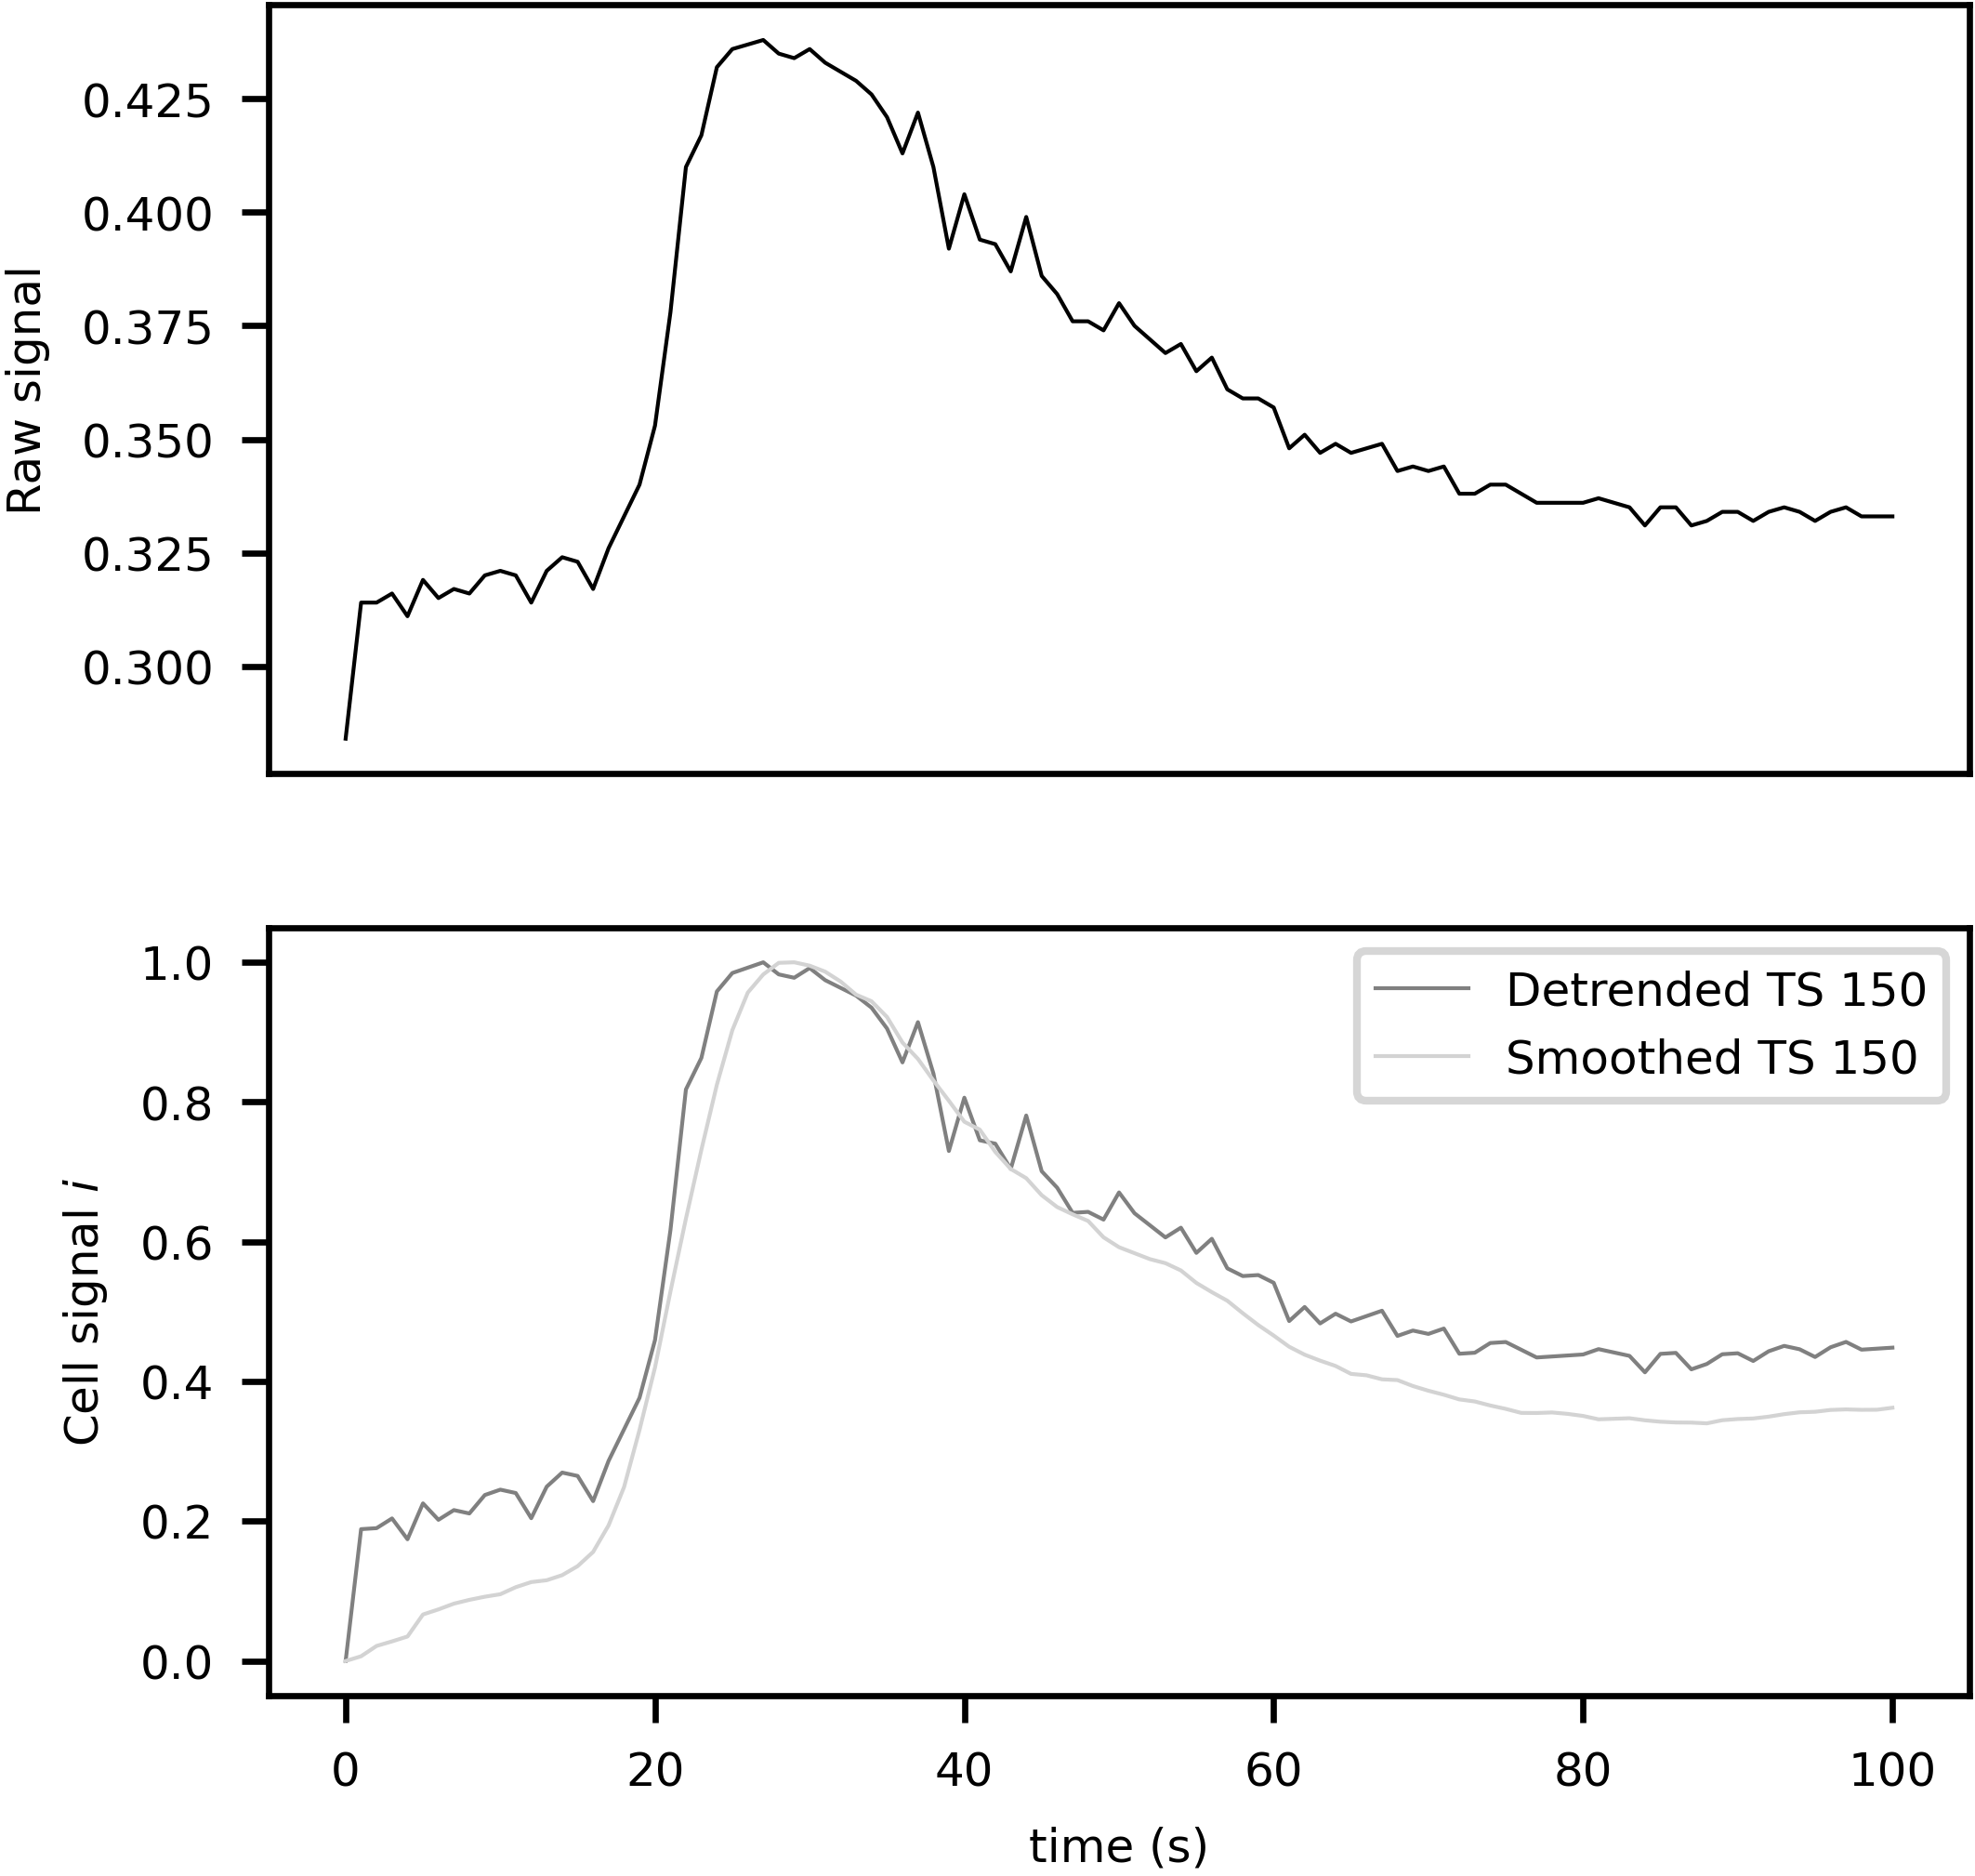 Raw signal
0.425
0.400
0.375
0.350
0.325
0.300
Cell signal i
1.0
0.8
0.6
0.4
0.2
0.0
Detrended TS 150
Smoothed TS 150
0 20 40 60 80 100
time (s)